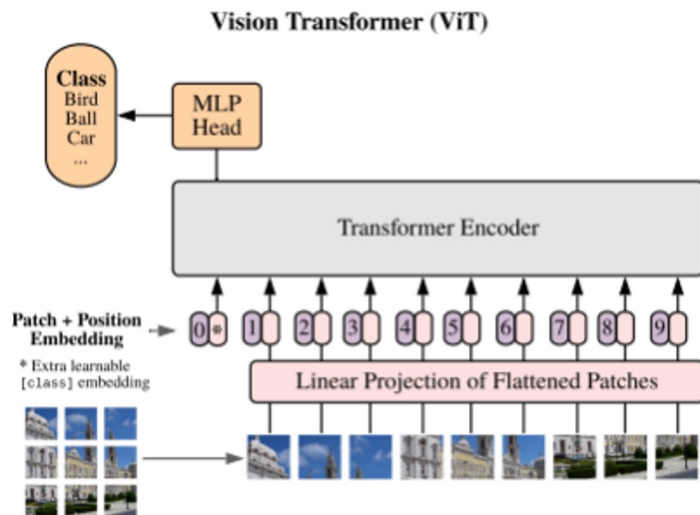 Vision Transformer (ViT)
Class
Bird
Ball
Car
...
MLP
Head
Transformer Encoder
Patch + Position
Embedding
0 * 1 2 3 4 5 6 7 8 9
* Extra learnable
[class] embedding
Linear Projection of Flattened Patches